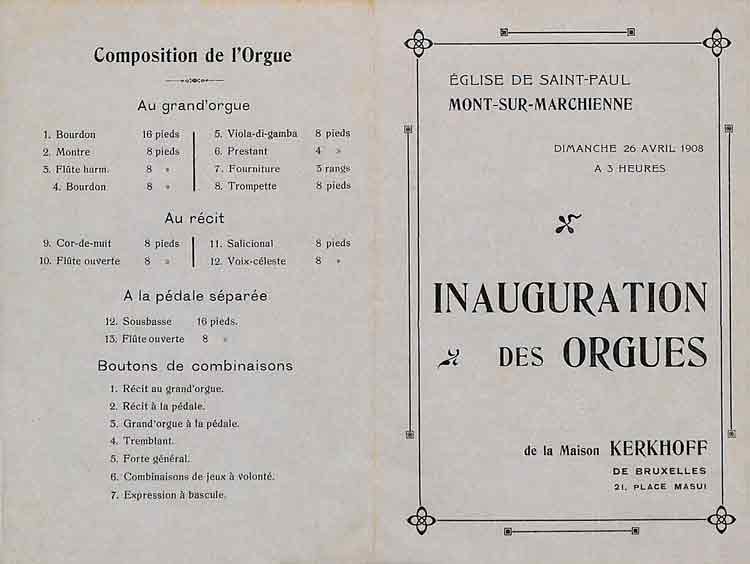 Composition de l'Orgue
Au grand'orgue
1. Bourdon 16 pieds
2. Montre 8 pieds
3. Flûte harm. 8 »
4. Bourdon 8 »
5. Viola-di-gamba 8 pieds
6. Prestant 4 »
7. Fourniture 3 rangs
8. Trompette 8 pieds
Au récit
9. Cor-de-nuit 8 pieds
10. Flûte ouverte 8 »
11. Salicional 8 pieds
12. Voix-céleste 8 »
A la pédale séparée
12. Sousbasse 16 pieds.
13. Flûte ouverte 8 »
Boutons de combinaisons
1. Récit au grand'orgue.
2. Récit à la pédale.
3. Grand'orgue à la pédale.
4. Tremblant.
5. Forte général.
6. Combinaisons de jeux à volonté.
7. Expression à bascule.
ÉGLISE DE SAINT-PAUL
MONT-SUR-MARCHIENNE
DIMANCHE 26 AVRIL 1908
A 3 HEURES
INAUGURATION
DES ORGUES
de la Maison KERKHOFF
DE BRUXELLES
21, PLACE MASUI